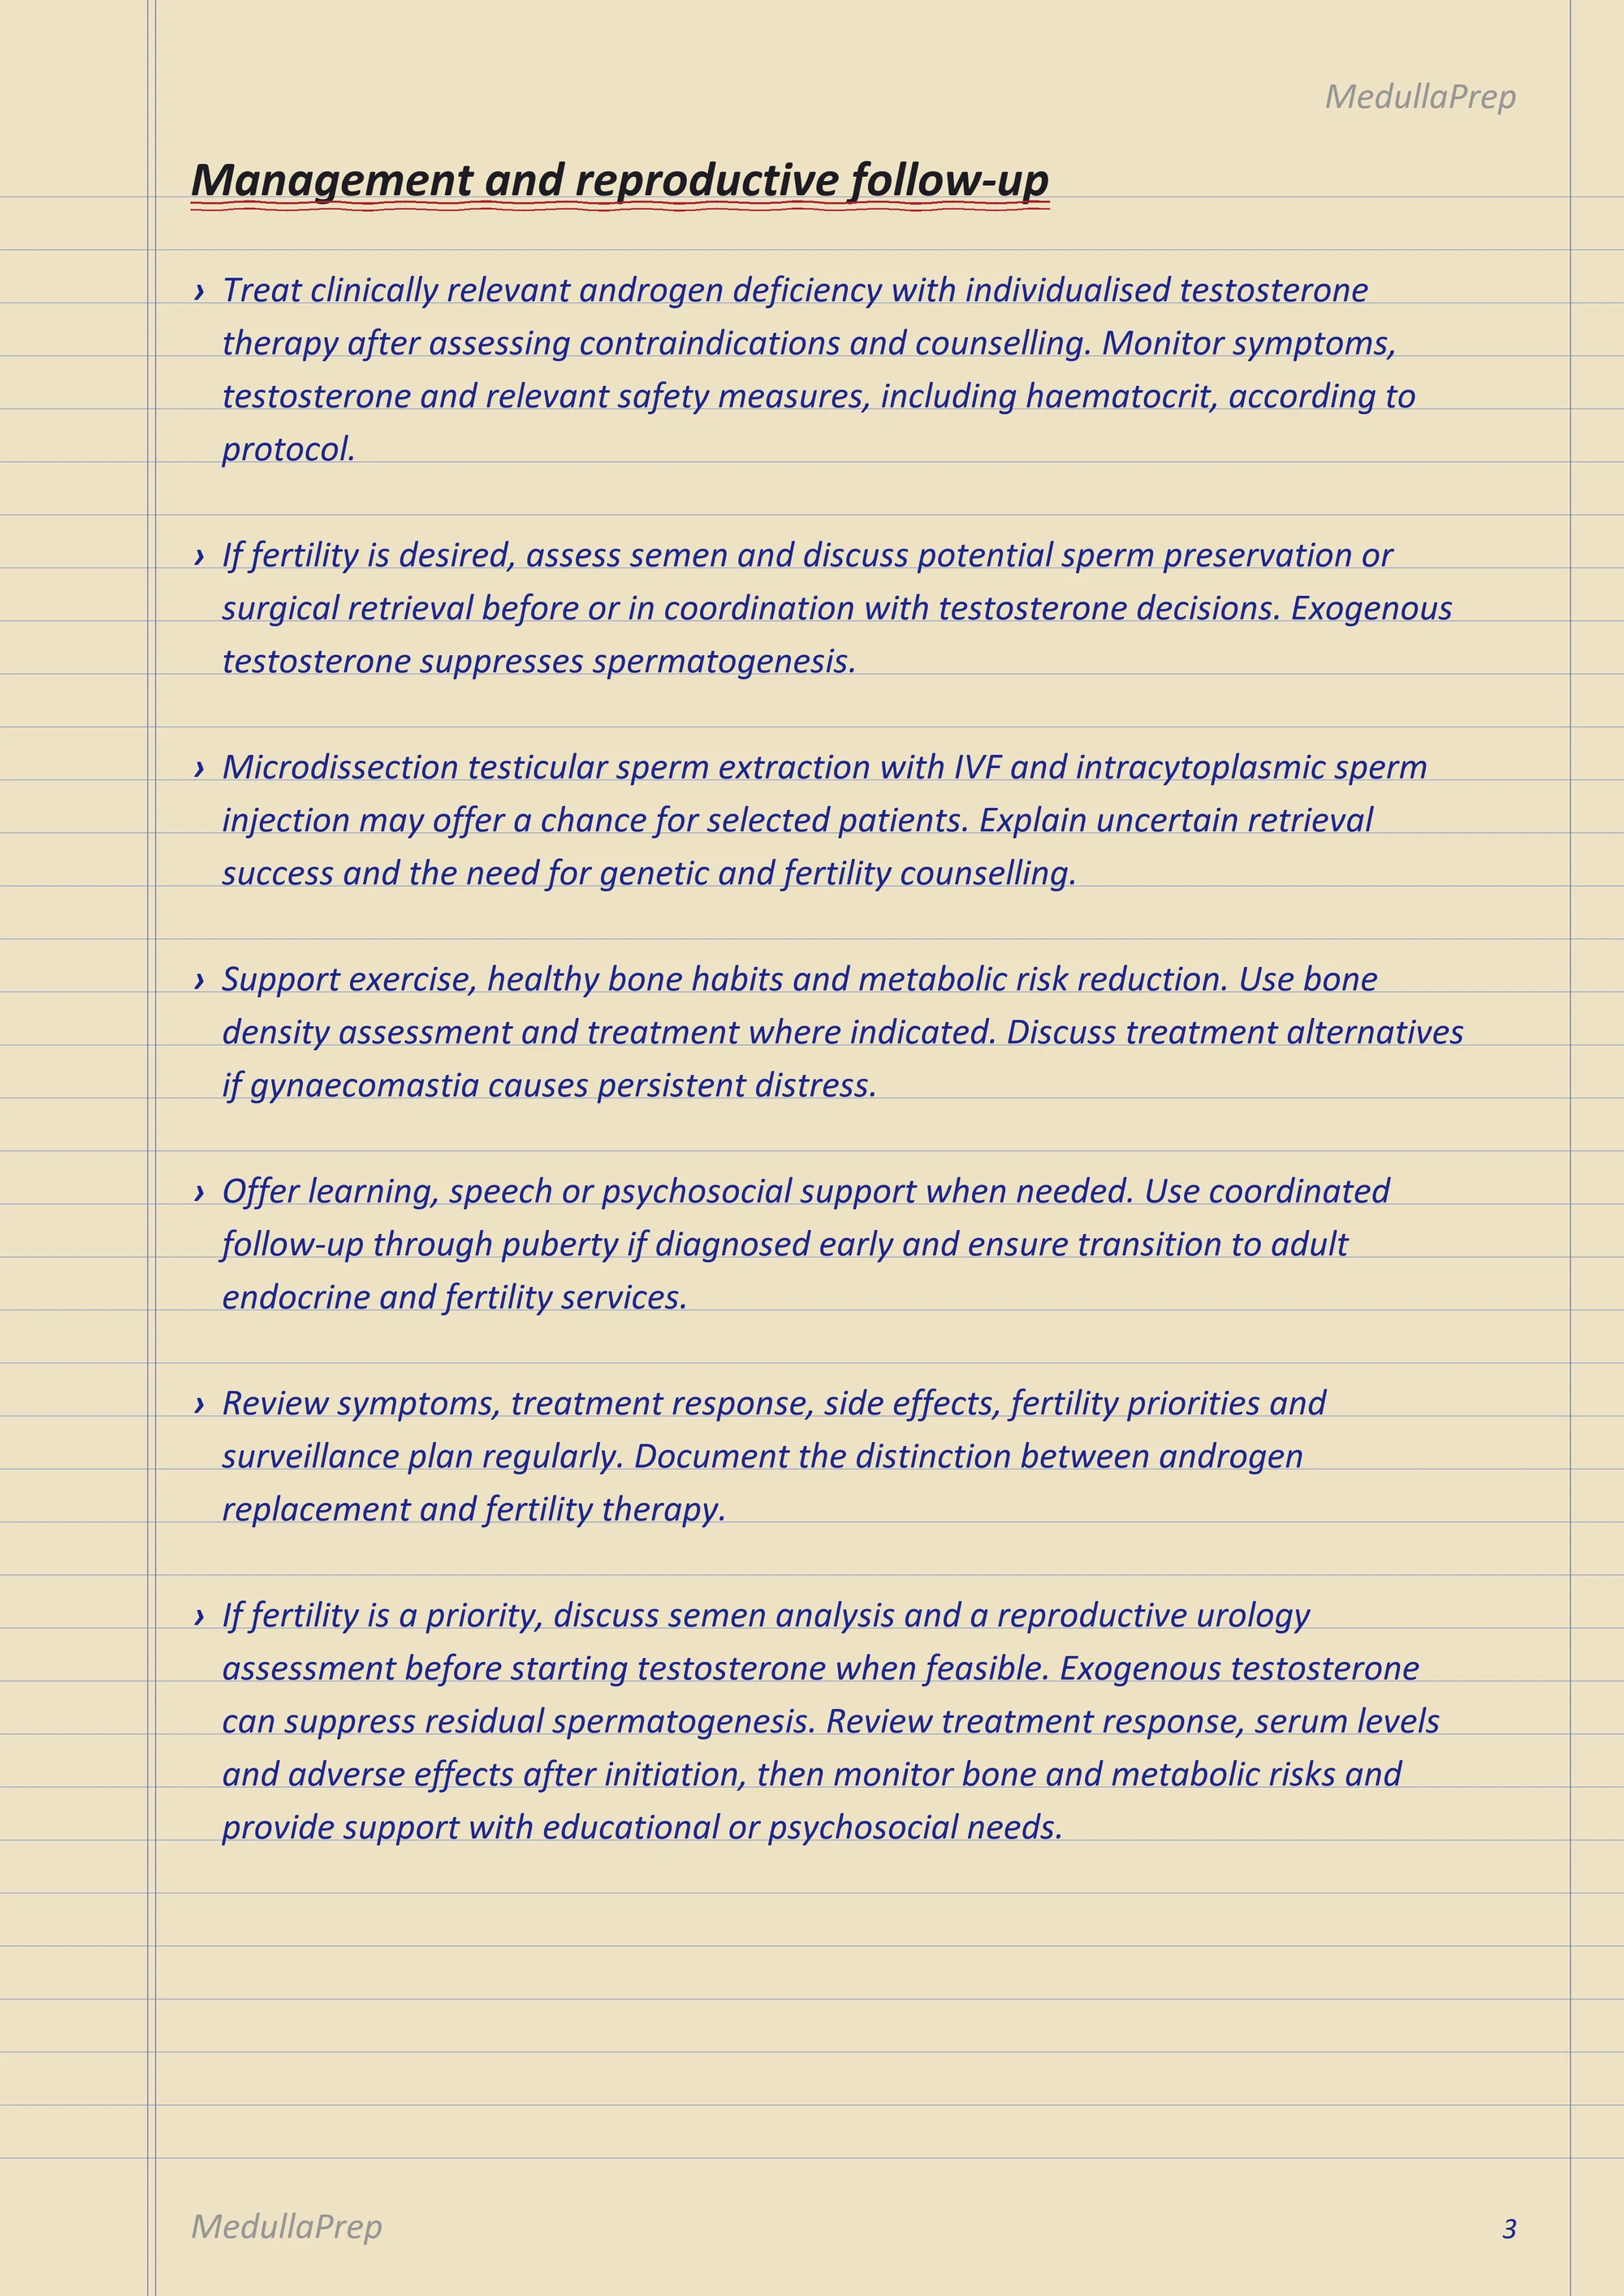 MedullaPrep
Management and reproductive follow-up
› Treat clinically relevant androgen deficiency with individualised testosterone
therapy after assessing contraindications and counselling. Monitor symptoms,
testosterone and relevant safety measures, including haematocrit, according to
protocol.
› If fertility is desired, assess semen and discuss potential sperm preservation or
surgical retrieval before or in coordination with testosterone decisions. Exogenous
testosterone suppresses spermatogenesis.
› Microdissection testicular sperm extraction with IVF and intracytoplasmic sperm
injection may offer a chance for selected patients. Explain uncertain retrieval
success and the need for genetic and fertility counselling.
› Support exercise, healthy bone habits and metabolic risk reduction. Use bone
density assessment and treatment where indicated. Discuss treatment alternatives
if gynaecomastia causes persistent distress.
› Offer learning, speech or psychosocial support when needed. Use coordinated
follow-up through puberty if diagnosed early and ensure transition to adult
endocrine and fertility services.
› Review symptoms, treatment response, side effects, fertility priorities and
surveillance plan regularly. Document the distinction between androgen
replacement and fertility therapy.
› If fertility is a priority, discuss semen analysis and a reproductive urology
assessment before starting testosterone when feasible. Exogenous testosterone
can suppress residual spermatogenesis. Review treatment response, serum levels
and adverse effects after initiation, then monitor bone and metabolic risks and
provide support with educational or psychosocial needs.
MedullaPrep
3